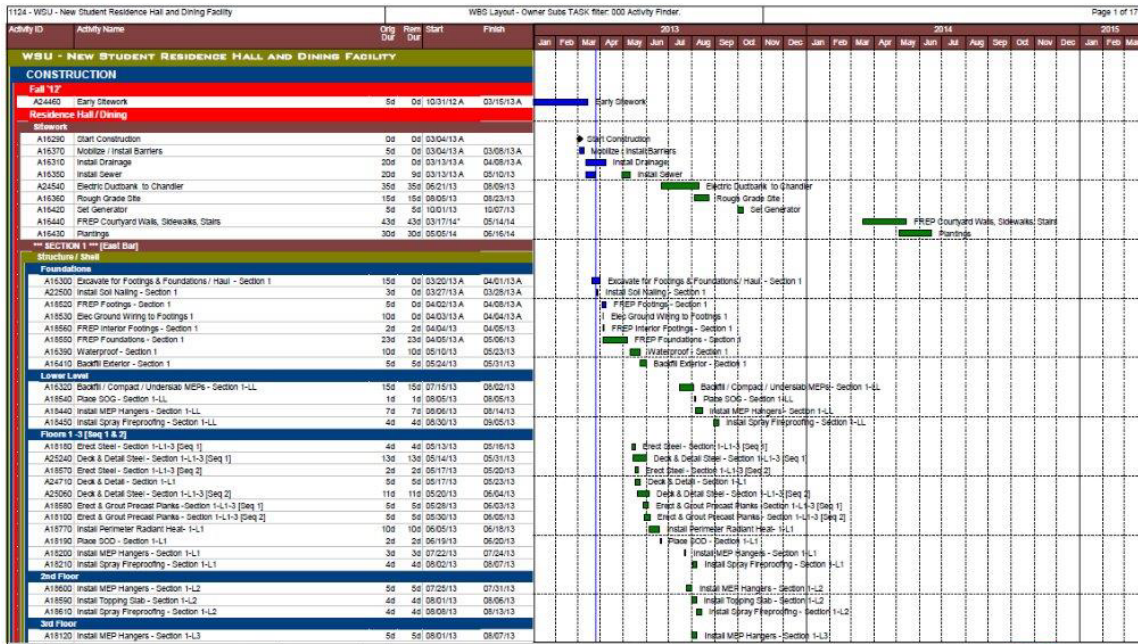 1124 - WSU - New Student Residence Hall and Dining Facility WBS Layout - Owner Subs TASK filter: 000 Activity Finder. Page 1 of 17
Activity ID Activity Name Orig Dur Rem Dur Start Finish 2013 2014 2015
Jan Feb Mar Apr May Jun Jul Aug Sep Oct Nov Dec Jan Feb Mar Apr May Jun Jul Aug Sep Oct Nov Dec Jan Feb Mar
WSU - NEW STUDENT RESIDENCE HALL AND DINING FACILITY
CONSTRUCTION
Fall '12'
A24460 Early Sitework 5d 0d 10/31/12 A 03/15/13 A Early Sitework
Residence Hall / Dining
Sitework
A16290 Start Construction 0d 0d 03/04/13 A Start Construction
A16370 Mobilize / Install Barriers 5d 0d 03/04/13 A 03/08/13 A Mobilize / Install Barriers
A16310 Install Drainage 20d 0d 03/13/13 A 04/08/13 A Install Drainage
A16350 Install Sewer 20d 9d 03/13/13 A 05/10/13 Install Sewer
A24540 Electric Ductbank to Chandler 35d 35d 06/21/13 08/09/13 Electric Ductbank to Chandler
A16360 Rough Grade Site 15d 15d 08/05/13 08/23/13 Rough Grade Site
A16420 Set Generator 5d 5d 10/01/13 10/07/13 Set Generator
A16440 FREP Courtyard Walls, Sidewalks, Stairs 43d 43d 03/17/14* 05/14/14 FREP Courtyard Walls, Sidewalks, Stairs
A16430 Plantings 30d 30d 05/05/14 06/16/14 Plantings
*** SECTION 1 *** [East Bar]
Structure / Shell
Foundations
A16300 Excavate for Footings & Foundations / Haul - Section 1 15d 0d 03/20/13 A 04/01/13 A Excavate for Footings & Foundations / Haul - Section 1
A22500 Install Soil Nailing - Section 1 3d 0d 03/27/13 A 03/28/13 A Install Soil Nailing - Section 1
A18520 FREP Footings - Section 1 5d 0d 04/02/13 A 04/08/13 A FREP Footings - Section 1
A18530 Elec Ground Wiring to Footings 1 10d 0d 04/03/13 A 04/04/13 A Elec Ground Wiring to Footings 1
A18560 FREP Interior Footings - Section 1 2d 2d 04/04/13 04/05/13 FREP Interior Footings - Section 1
A18550 FREP Foundations - Section 1 23d 23d 04/05/13 A 05/06/13 FREP Foundations - Section 1
A16390 Waterproof - Section 1 10d 10d 05/10/13 05/23/13 Waterproof - Section 1
A16410 Backfill Exterior - Section 1 5d 5d 05/24/13 05/31/13 Backfill Exterior - Section 1
Lower Level
A16320 Backfill / Compact / Underslab MEPs - Section 1-LL 15d 15d 07/15/13 08/02/13 Backfill / Compact / Underslab MEPs - Section 1-LL
A18540 Place SOG - Section 1-LL 1d 1d 08/05/13 08/05/13 Place SOG - Section 1-LL
A18440 Install MEP Hangers - Section 1-LL 7d 7d 08/06/13 08/14/13 Install MEP Hangers - Section 1-LL
A18450 Install Spray Fireproofing - Section 1-LL 4d 4d 08/30/13 09/05/13 Install Spray Fireproofing - Section 1-LL
Floors 1 -3 [Seq 1 & 2]
A18180 Erect Steel - Section 1-L1-3 [Seq 1] 4d 4d 05/13/13 05/16/13 Erect Steel - Section 1-L1-3 [Seq 1]
A25240 Deck & Detail Steel - Section 1-L1-3 [Seq 1] 13d 13d 05/14/13 05/31/13 Deck & Detail Steel - Section 1-L1-3 [Seq 1]
A18570 Erect Steel - Section 1-L1-3 [Seq 2] 2d 2d 05/17/13 05/20/13 Erect Steel - Section 1-L1-3 [Seq 2]
A24710 Deck & Detail - Section 1-L1 5d 5d 05/17/13 05/23/13 Deck & Detail - Section 1-L1
A25060 Deck & Detail Steel - Section 1-L1-3 [Seq 2] 11d 11d 05/20/13 06/04/13 Deck & Detail Steel - Section 1-L1-3 [Seq 2]
A18580 Erect & Grout Precast Planks -Section 1-L1-3 [Seq 1] 5d 5d 05/28/13 06/03/13 Erect & Grout Precast Planks -Section 1-L1-3 [Seq 1]
A18100 Erect & Grout Precast Planks - Section 1-L1-3 [Seq 2] 5d 5d 05/30/13 06/05/13 Erect & Grout Precast Planks - Section 1-L1-3 [Seq 2]
A18770 Install Perimeter Radiant Heat- 1-L1 10d 10d 06/05/13 06/18/13 Install Perimeter Radiant Heat- 1-L1
A18190 Place SOD - Section 1-L1 2d 2d 06/19/13 06/20/13 Place SOD - Section 1-L1
A18200 Install MEP Hangers - Section 1-L1 3d 3d 07/22/13 07/24/13 Install MEP Hangers - Section 1-L1
A18210 Install Spray Fireproofing - Section 1-L1 4d 4d 08/02/13 08/07/13 Install Spray Fireproofing - Section 1-L1
2nd Floor
A18600 Install MEP Hangers - Section 1-L2 5d 5d 07/25/13 07/31/13 Install MEP Hangers - Section 1-L2
A18590 Install Topping Slab - Section 1-L2 4d 4d 08/01/13 08/06/13 Install Topping Slab - Section 1-L2
A18610 Install Spray Fireproofing - Section 1-L2 4d 4d 08/08/13 08/13/13 Install Spray Fireproofing - Section 1-L2
3rd Floor
A18120 Install MEP Hangers - Section 1-L3 5d 5d 08/01/13 08/07/13 Install MEP Hangers - Section 1-L3